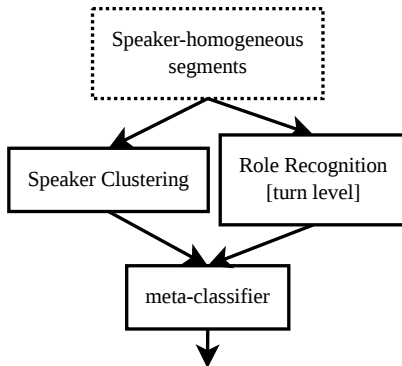 Speaker-homogeneous
segments
Speaker Clustering
Role Recognition
[turn level]
meta-classifier